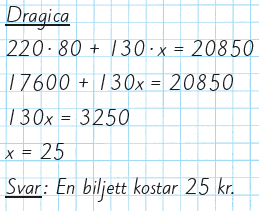 Dragica
220 · 80 + 130 · x = 20850
17600 + 130x = 20850
130x = 3250
x = 25
Svar: En biljett kostar 25 kr.